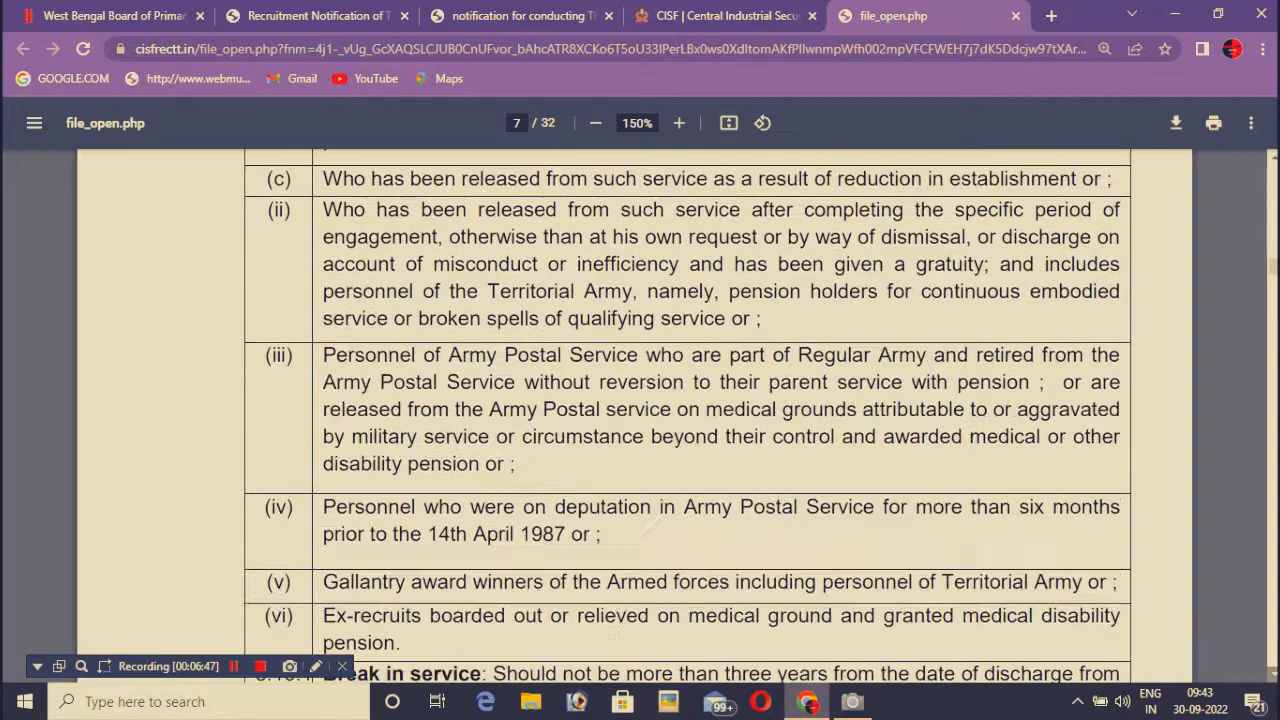 West Bengal Board of Primar
Recruitment Notification of T
notification for conducting T
CISF | Central Industrial Secu
file_open.php
cisfrectt.in/file_open.php?fnm=4j1-_vUg_GcXAQSLCJUB0CnUFvor_bAhcATR8XCKo6T5oU33IPerLBx0ws0XdItomAKfPIIwnmpWfh002mpVFCFWEH7j7dK5Ddcjw97tXAr...
GOOGLE.COM
http://www.webmu...
Gmail
YouTube
Maps
file_open.php
7 / 32
150%
(c) Who has been released from such service as a result of reduction in establishment or ;
(ii) Who has been released from such service after completing the specific period of
engagement, otherwise than at his own request or by way of dismissal, or discharge on
account of misconduct or inefficiency and has been given a gratuity; and includes
personnel of the Territorial Army, namely, pension holders for continuous embodied
service or broken spells of qualifying service or ;
(iii) Personnel of Army Postal Service who are part of Regular Army and retired from the
Army Postal Service without reversion to their parent service with pension ; or are
released from the Army Postal service on medical grounds attributable to or aggravated
by military service or circumstance beyond their control and awarded medical or other
disability pension or ;
(iv) Personnel who were on deputation in Army Postal Service for more than six months
prior to the 14th April 1987 or ;
(v) Gallantry award winners of the Armed forces including personnel of Territorial Army or ;
(vi) Ex-recruits boarded out or relieved on medical ground and granted medical disability
pension.
Break in service: Should not be more than three years from the date of discharge from
Recording [00:06:47]
Type here to search
99+
ENG
IN
09:43
30-09-2022
21